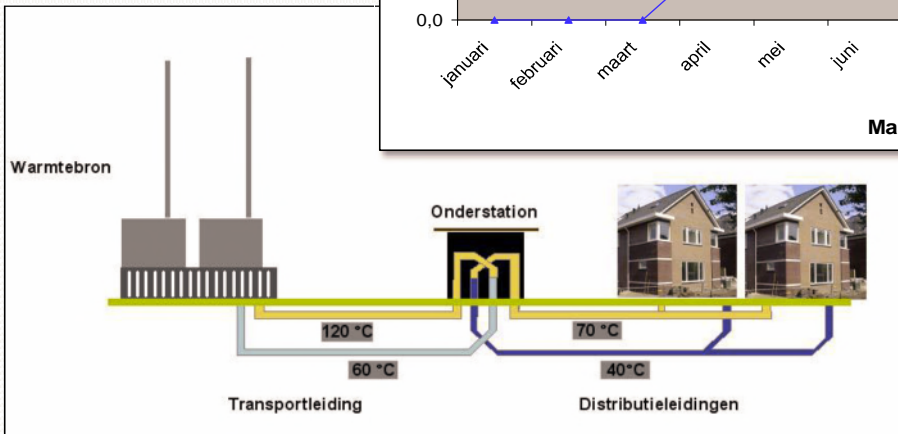 0,0
januari
februari
maart
april
mei
juni
Ma
Warmtebron
Onderstation
120 °C
70 °C
60 °C
40°C
Transportleiding
Distributieleidingen